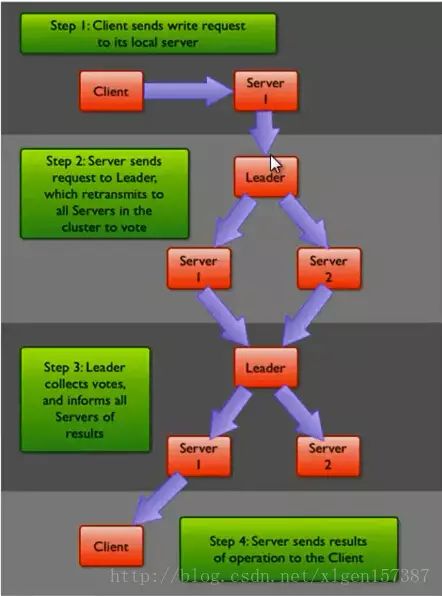 Step 1: Client sends write request
to its local server
Client
Server
1
Step 2: Server sends
request to Leader,
which retransmits to
all Servers in the
cluster to vote
Leader
Server
1
Server
2
Step 3: Leader
collects votes,
and informs all
Servers of
results
Leader
Server
1
Server
2
Client
Step 4: Server sends results
of operation to the Client
http://blog.csdn.net/xlgen157387